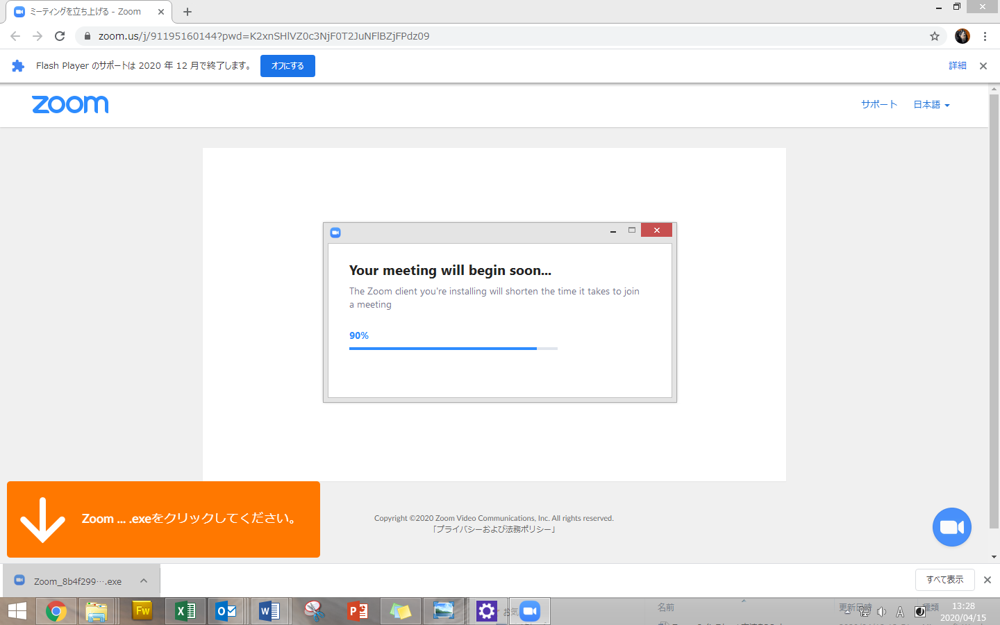 ミーティングを立ち上げる - Zoom
zoom.us/j/91195160144?pwd=K2xnSHlVZ0c3NjF0T2JuNFlBZjFPdz09
Flash Player のサポートは 2020 年 12 月で終了します。 オフにする 詳細
zoom サポート 日本語
Your meeting will begin soon...
The Zoom client you're installing will shorten the time it takes to join
a meeting
90%
Zoom ... .exeをクリックしてください。
Copyright ©2020 Zoom Video Communications, Inc. All rights reserved.
「プライバシーおよび法務ポリシー」
Zoom_8b4f299⋯.exe すべて表示
Fw
お気
名前
更新日時
種類
A
13:28
2020/04/15